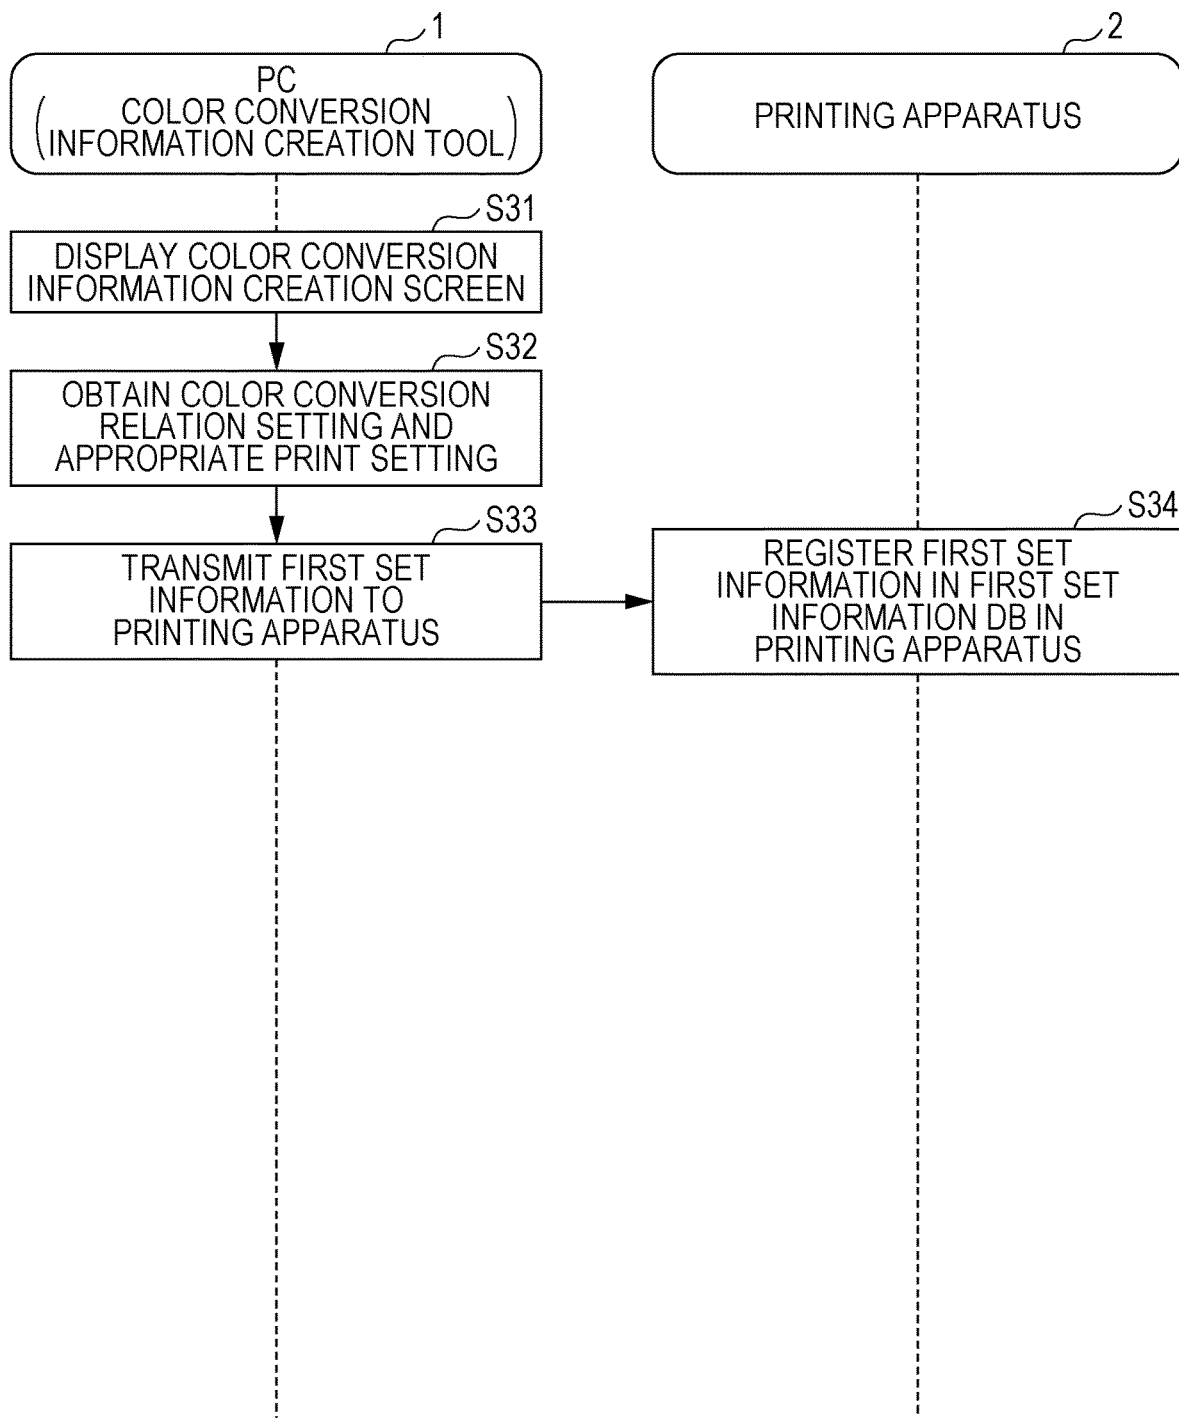 1
PC
COLOR CONVERSION
(INFORMATION CREATION TOOL)
2
PRINTING APPARATUS
S31
DISPLAY COLOR CONVERSION
INFORMATION CREATION SCREEN
S32
OBTAIN COLOR CONVERSION
RELATION SETTING AND
APPROPRIATE PRINT SETTING
S33
TRANSMIT FIRST SET
INFORMATION TO
PRINTING APPARATUS
S34
REGISTER FIRST SET
INFORMATION IN FIRST SET
INFORMATION DB IN
PRINTING APPARATUS